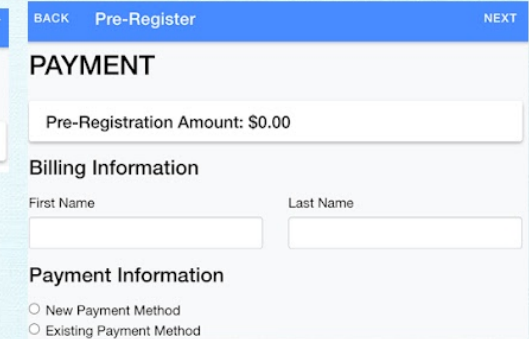 BACK Pre-Register NEXT
PAYMENT
Pre-Registration Amount: $0.00
Billing Information
First Name Last Name
Payment Information
New Payment Method
Existing Payment Method